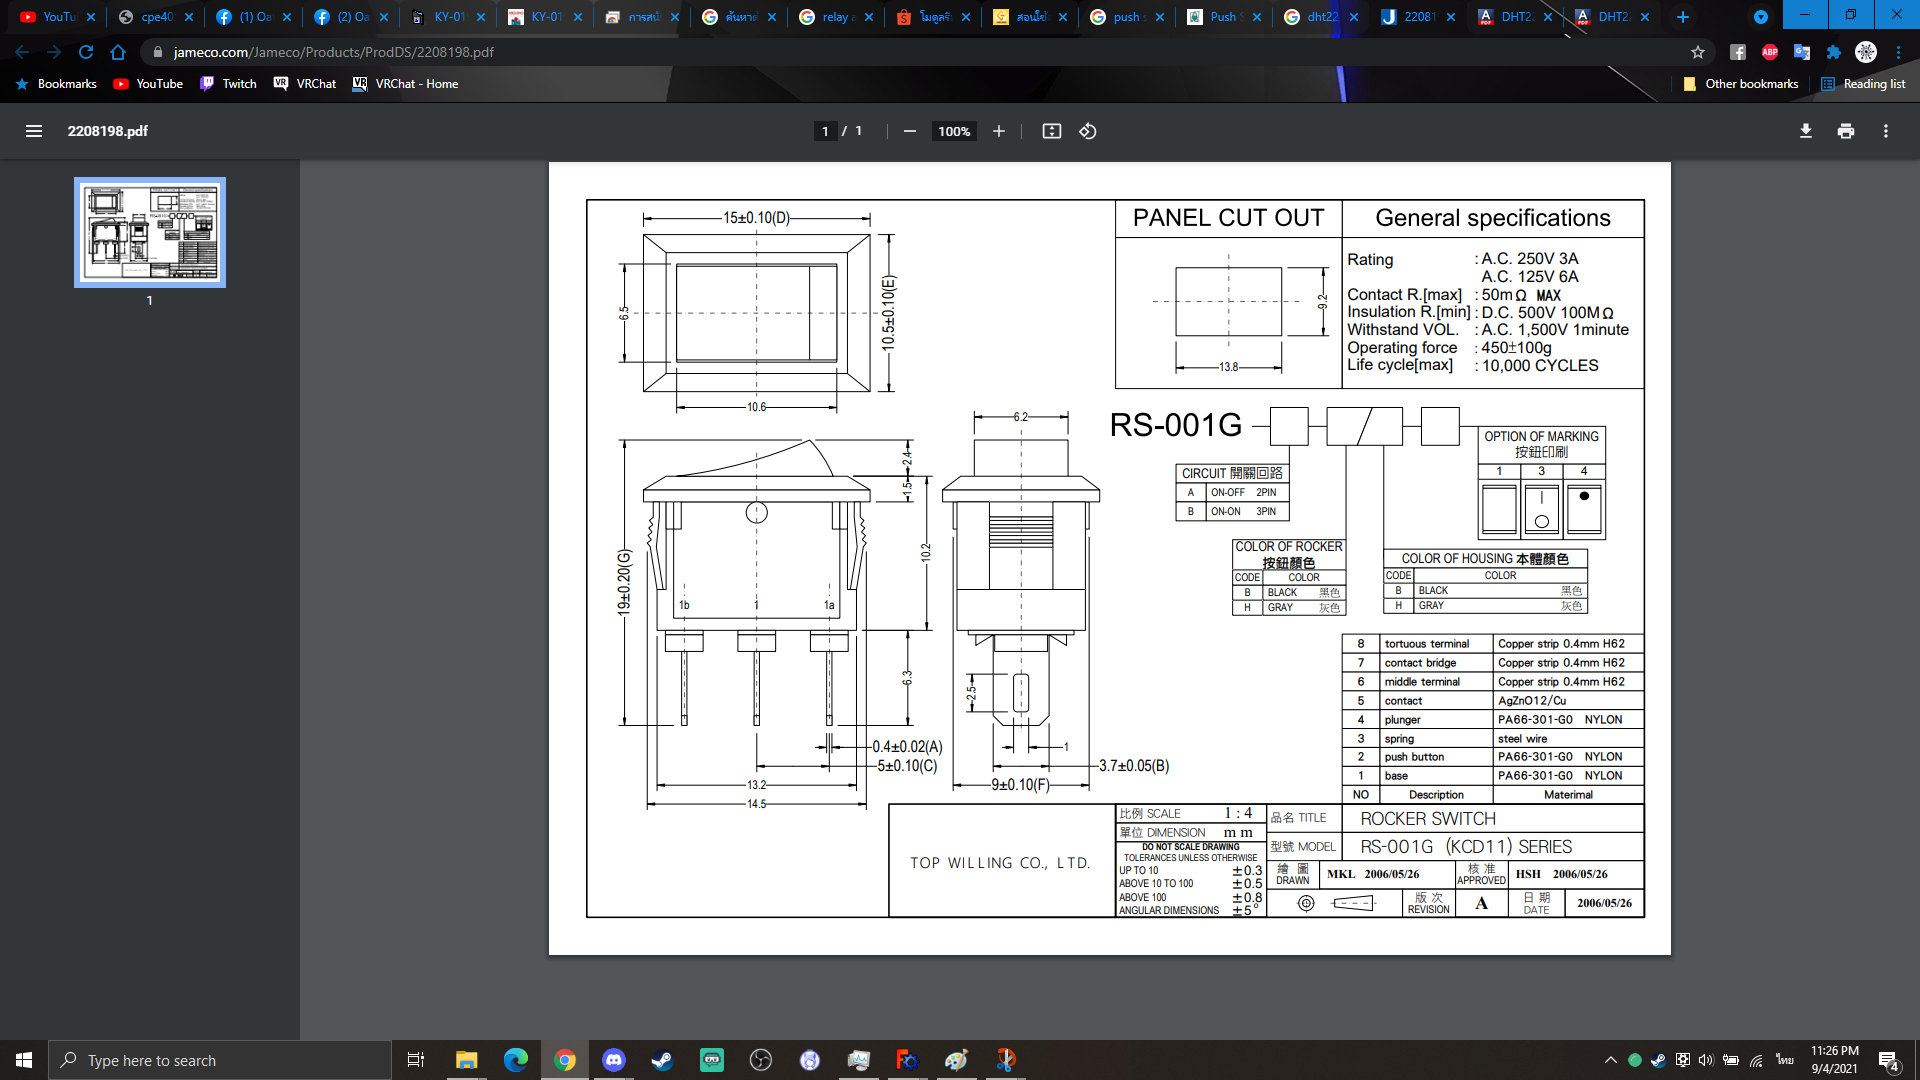 YouTu
cpe40
(1) Oa
(2) Oa
KY-01
KY-01
การสน
ค้นหา
relay
โมดูลรี
สอนใช้
push s
Push S
dht22
22081
DHT2
DHT2
jameco.com/Jameco/Products/ProdDS/2208198.pdf
ABP
Bookmarks
YouTube
Twitch
VRChat
VRChat - Home
Other bookmarks
Reading list
2208198.pdf
1 / 1
100%
1
15±0.10(D)
6.5
10.5±0.10(E)
10.6
PANEL CUT OUT
9.2
13.8
General specifications
Rating : A.C. 250V 3A
A.C. 125V 6A
Contact R.[max] : 50mΩ MAX
Insulation R.[min] : D.C. 500V 100MΩ
Withstand VOL. : A.C. 1,500V 1minute
Operating force : 450±100g
Life cycle[max] : 10,000 CYCLES
RS-001G
CIRCUIT 開關回路
A ON-OFF 2PIN
B ON-ON 3PIN
OPTION OF MARKING
按鈕印刷
1 3 4
COLOR OF ROCKER
按鈕顏色
CODE COLOR
B BLACK 黑色
H GRAY 灰色
COLOR OF HOUSING 本體顏色
CODE COLOR
B BLACK 黑色
H GRAY 灰色
2.4
1.5
10.2
19±0.20(G)
1b 1 1a
6.3
0.4±0.02(A)
5±0.10(C)
13.2
14.5
6.2
2.5
1
3.7±0.05(B)
9±0.10(F)
8 tortuous terminal Copper strip 0.4mm H62
7 contact bridge Copper strip 0.4mm H62
6 middle terminal Copper strip 0.4mm H62
5 contact AgZnO12/Cu
4 plunger PA66-301-G0 NYLON
3 spring steel wire
2 push button PA66-301-G0 NYLON
1 base PA66-301-G0 NYLON
NO Description Materimal
TOP WILLING CO., LTD.
比例 SCALE 1 : 4
單位 DIMENSION m m
DO NOT SCALE DRAWING
TOLERANCES UNLESS OTHERWISE
UP TO 10 ±0.3
ABOVE 10 TO 100 ±0.5
ABOVE 100 ±0.8
ANGULAR DIMENSIONS ±5°
品名 TITLE ROCKER SWITCH
型號 MODEL RS-001G (KCD11) SERIES
繪 圖 DRAWN MKL 2006/05/26
核 准 APPROVED HSH 2006/05/26
版 次 REVISION A
日 期 DATE 2006/05/26
Type here to search
ไทย
11:26 PM
9/4/2021
4